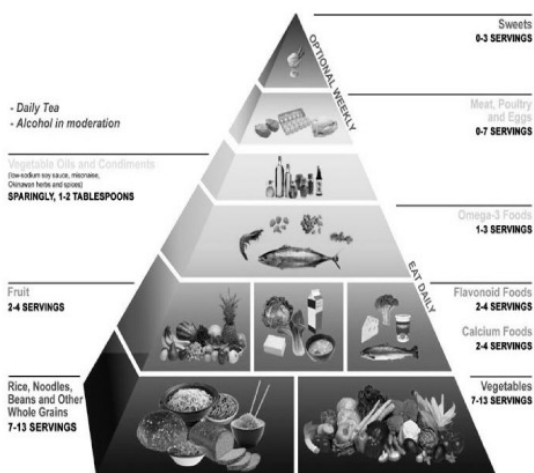 Sweets
0-3 SERVINGS
OPTIONAL WEEKLY
- Daily Tea
- Alcohol in moderation
Meat, Poultry
and Eggs
0-7 SERVINGS
Vegetable Oils and Condiments
(low-sodium soy sauce, misonaise,
Okinawan herbs and spices)
SPARINGLY, 1-2 TABLESPOONS
Omega-3 Foods
1-3 SERVINGS
EAT DAILY
Fruit
2-4 SERVINGS
Flavonoid Foods
2-4 SERVINGS
Calcium Foods
2-4 SERVINGS
Rice, Noodles,
Beans and Other
Whole Grains
7-13 SERVINGS
Vegetables
7-13 SERVINGS